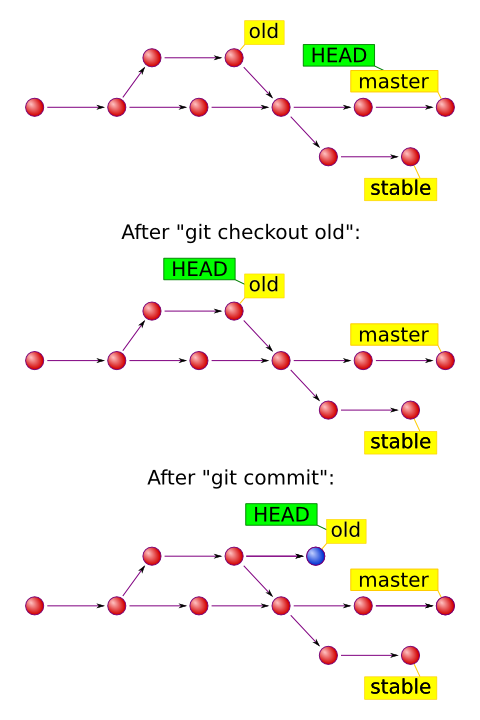 old
HEAD
master
stable
After "git checkout old":
HEAD
old
master
stable
After "git commit":
HEAD
old
master
stable